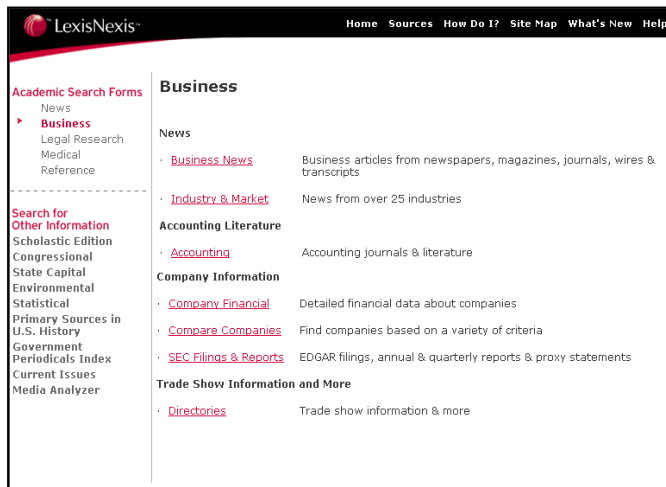 LexisNexis™
Home Sources How Do I? Site Map What's New Help
Academic Search Forms
News
Business
Legal Research
Medical
Reference
Search for
Other Information
Scholastic Edition
Congressional
State Capital
Environmental
Statistical
Primary Sources in
U.S. History
Government
Periodicals Index
Current Issues
Media Analyzer
Business
News
· Business News Business articles from newspapers, magazines, journals, wires &
transcripts
· Industry & Market News from over 25 industries
Accounting Literature
· Accounting Accounting journals & literature
Company Information
· Company Financial Detailed financial data about companies
· Compare Companies Find companies based on a variety of criteria
· SEC Filings & Reports EDGAR filings, annual & quarterly reports & proxy statements
Trade Show Information and More
· Directories Trade show information & more